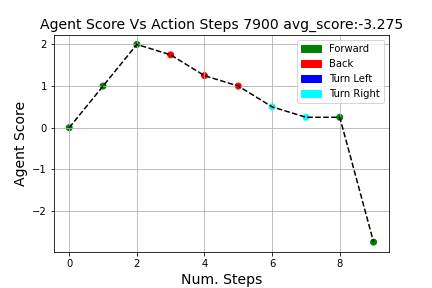 Agent Score Vs Action Steps 7900 avg_score:-3.275
Forward
Back
Turn Left
Turn Right
Agent Score
2
1
0
−1
−2
0 2 4 6 8
Num. Steps